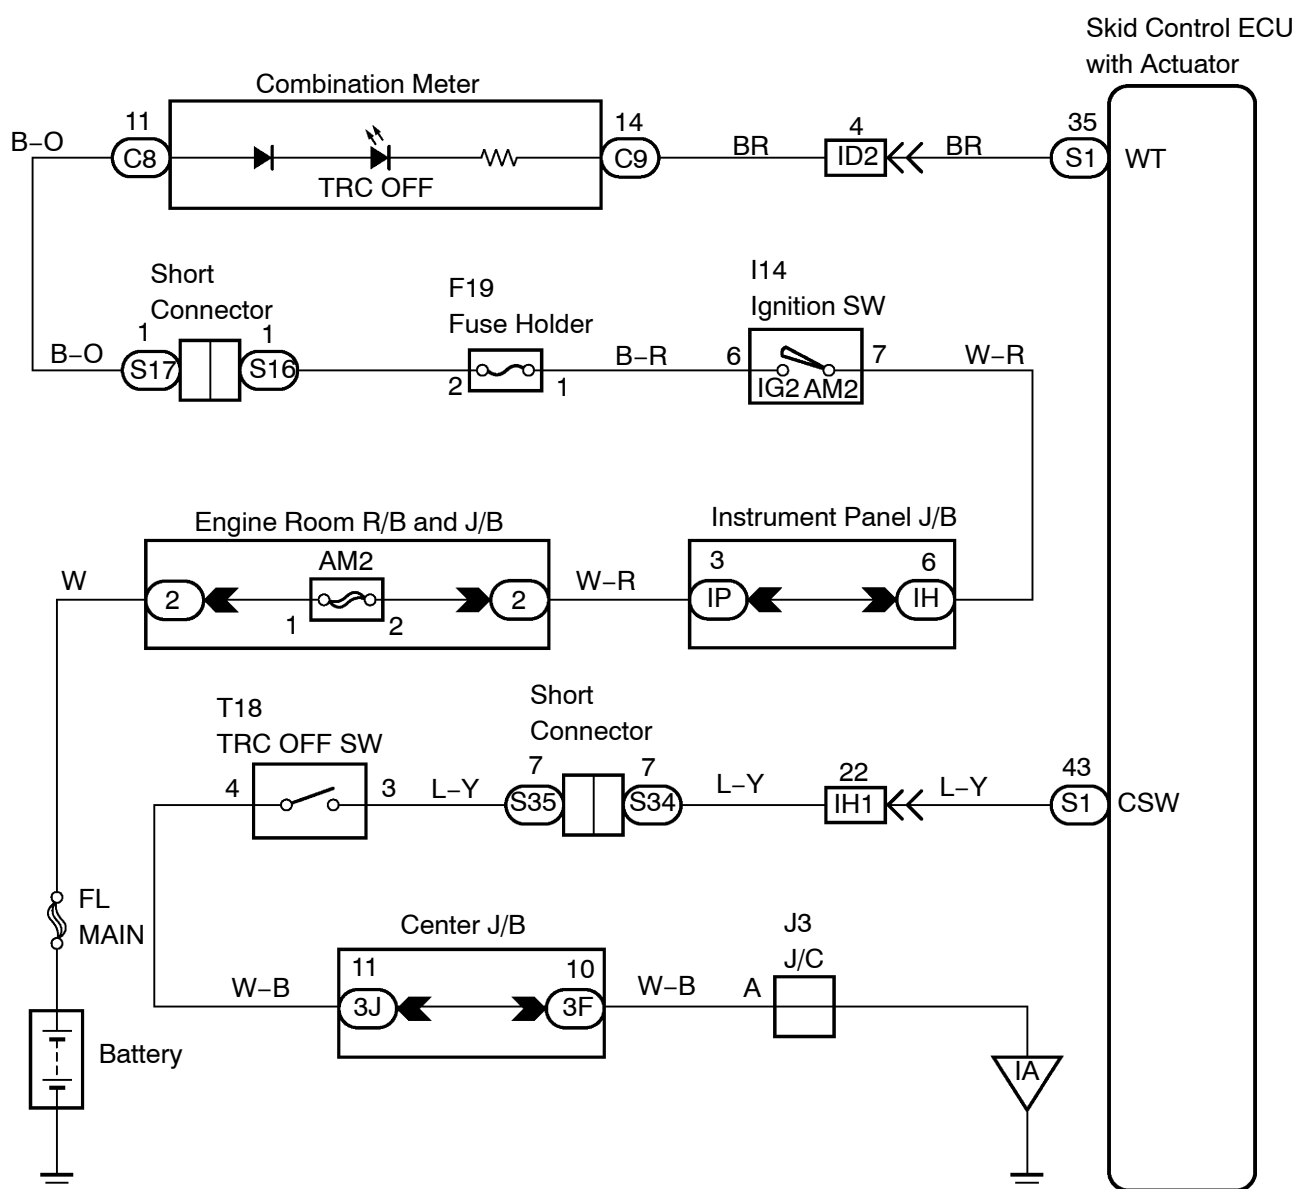 Skid Control ECU
with Actuator
Combination Meter
B–O
11
C8
TRC OFF
14
C9
BR
4
ID2
BR
35
S1
WT
Short
Connector
B–O
1
S17
1
S16
F19
Fuse Holder
2
1
B–R
I14
Ignition SW
6
IG2 AM2
7
W–R
Engine Room R/B and J/B
W
2
AM2
1
2
2
W–R
Instrument Panel J/B
3
IP
6
IH
T18
TRC OFF SW
4
3
L–Y
Short
Connector
7
S35
7
S34
L–Y
22
IH1
L–Y
43
S1
CSW
FL
MAIN
Battery
Center J/B
W–B
11
3J
10
3F
W–B
J3
J/C
A
IA